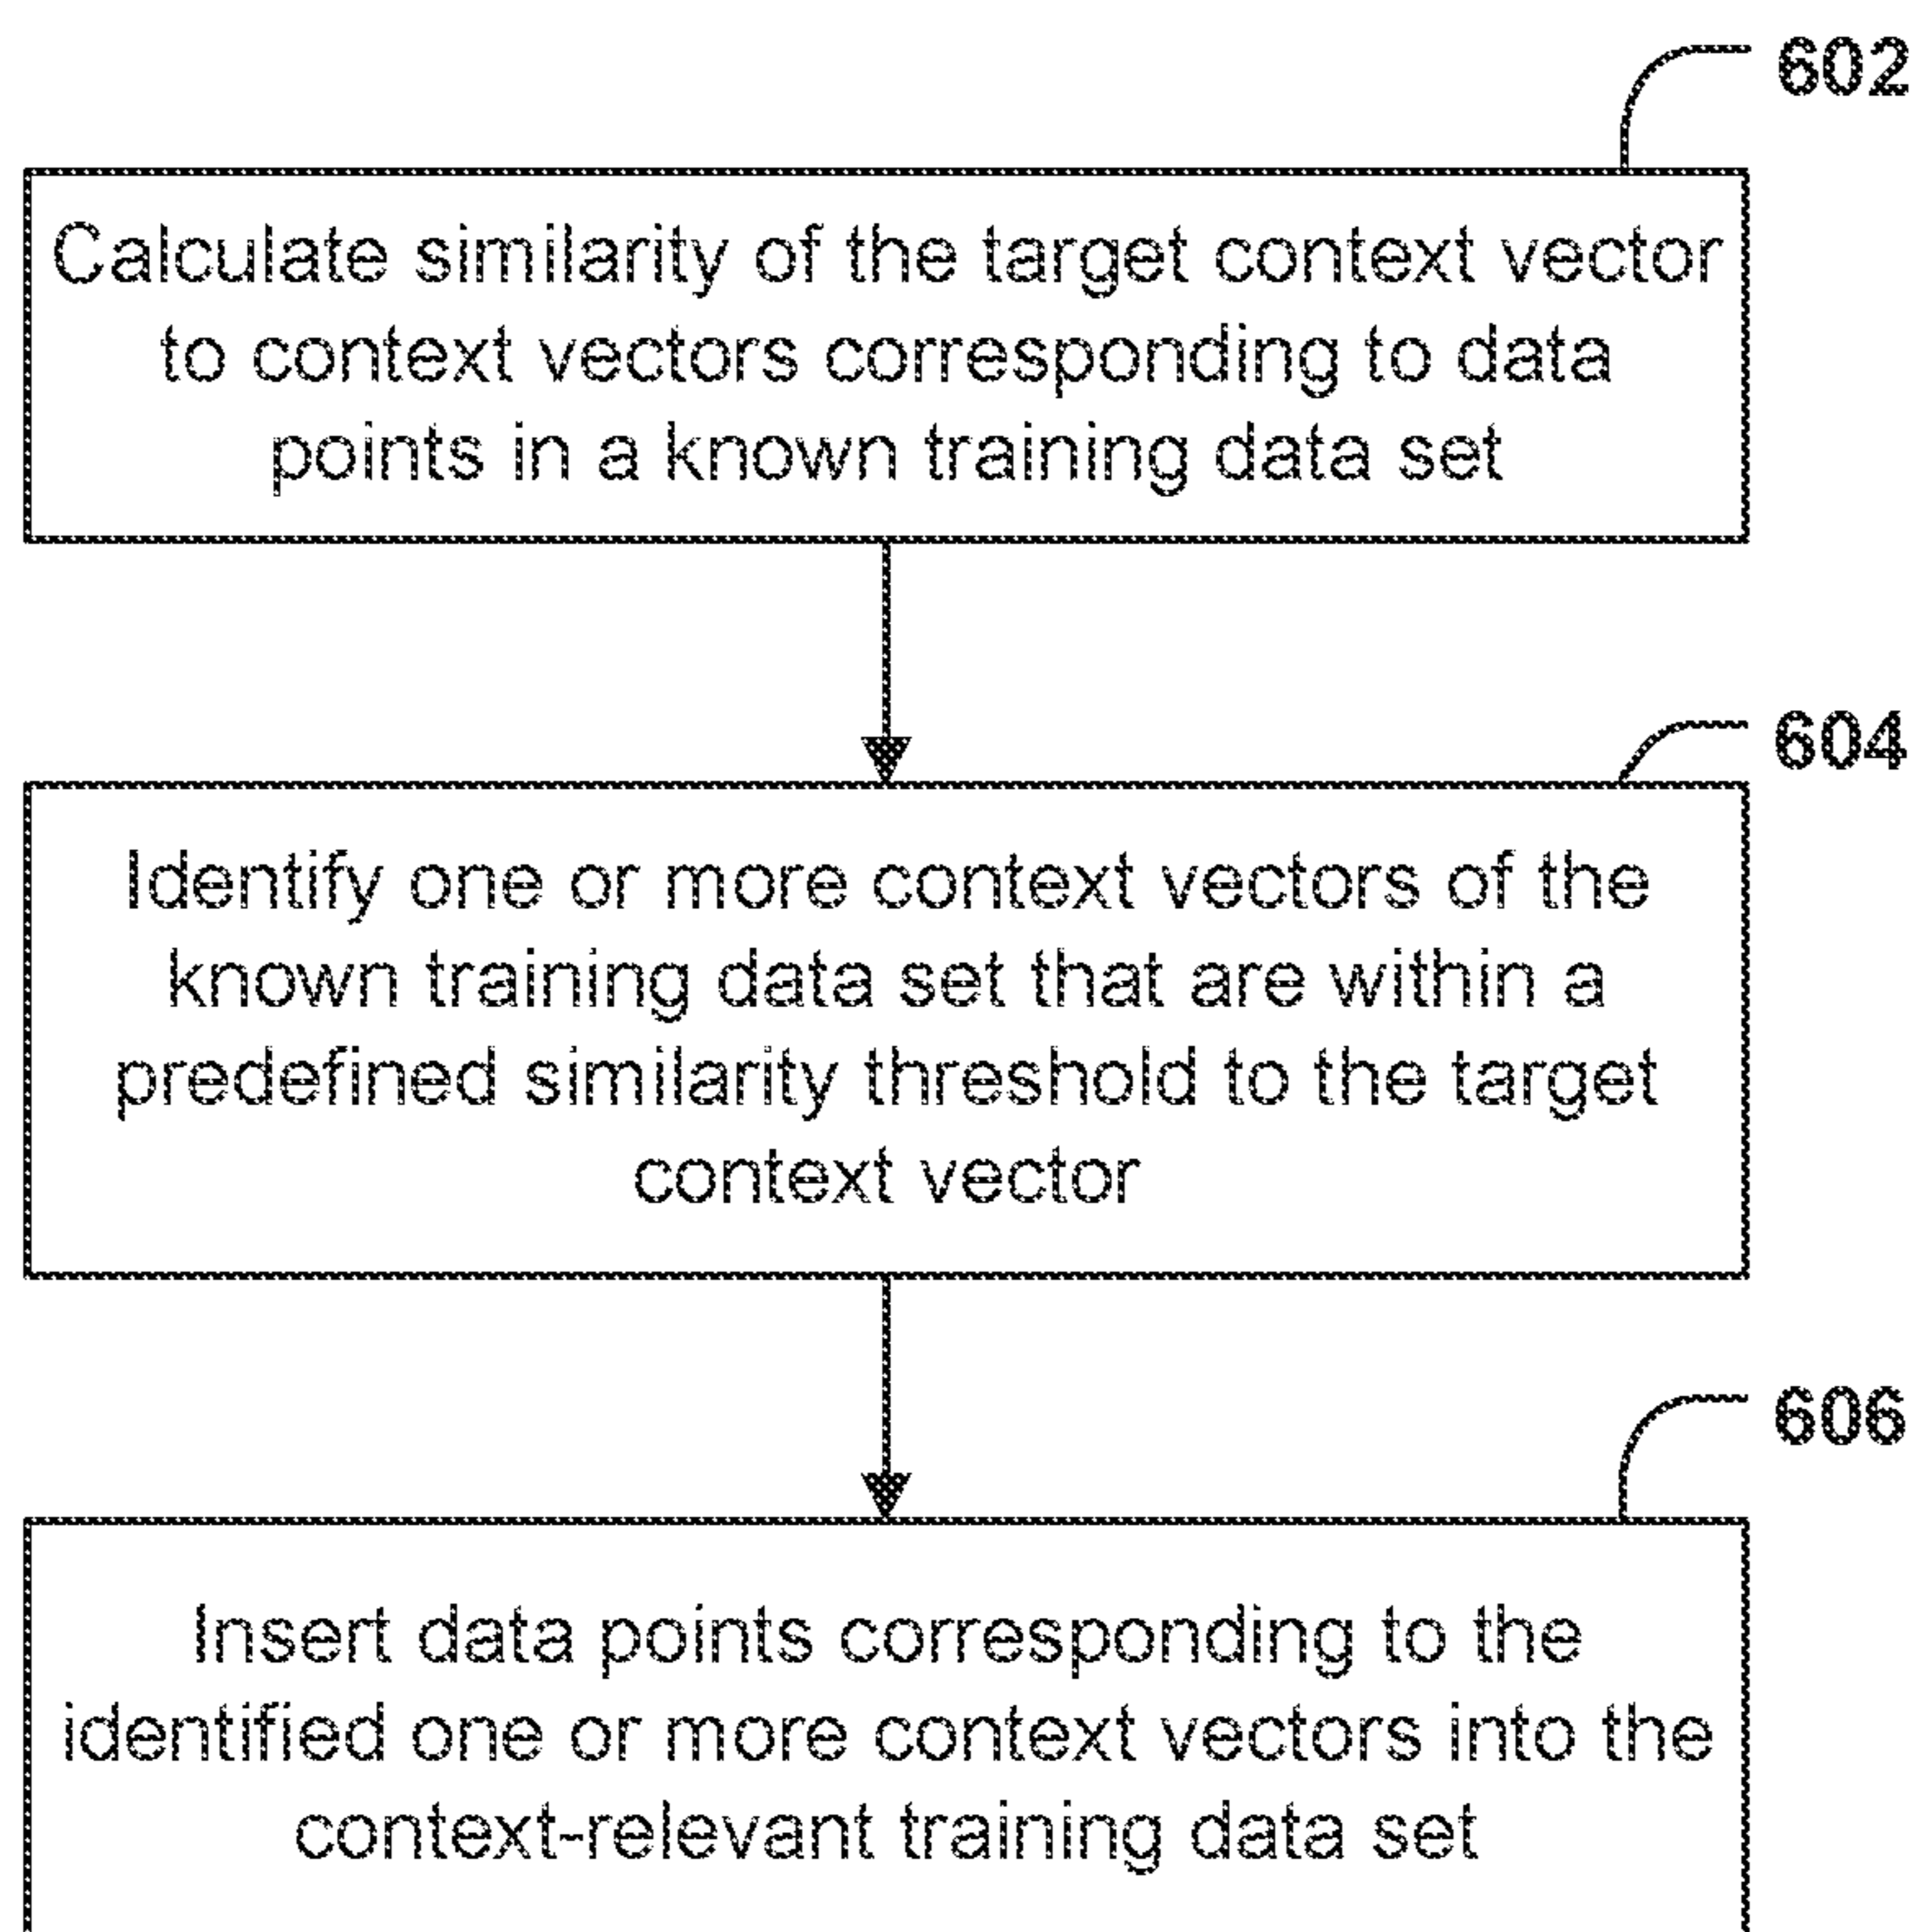 602
Calculate similarity of the target context vector
to context vectors corresponding to data
points in a known training data set
604
Identify one or more context vectors of the
known training data set that are within a
predefined similarity threshold to the target
context vector
606
Insert data points corresponding to the
identified one or more context vectors into the
context-relevant training data set